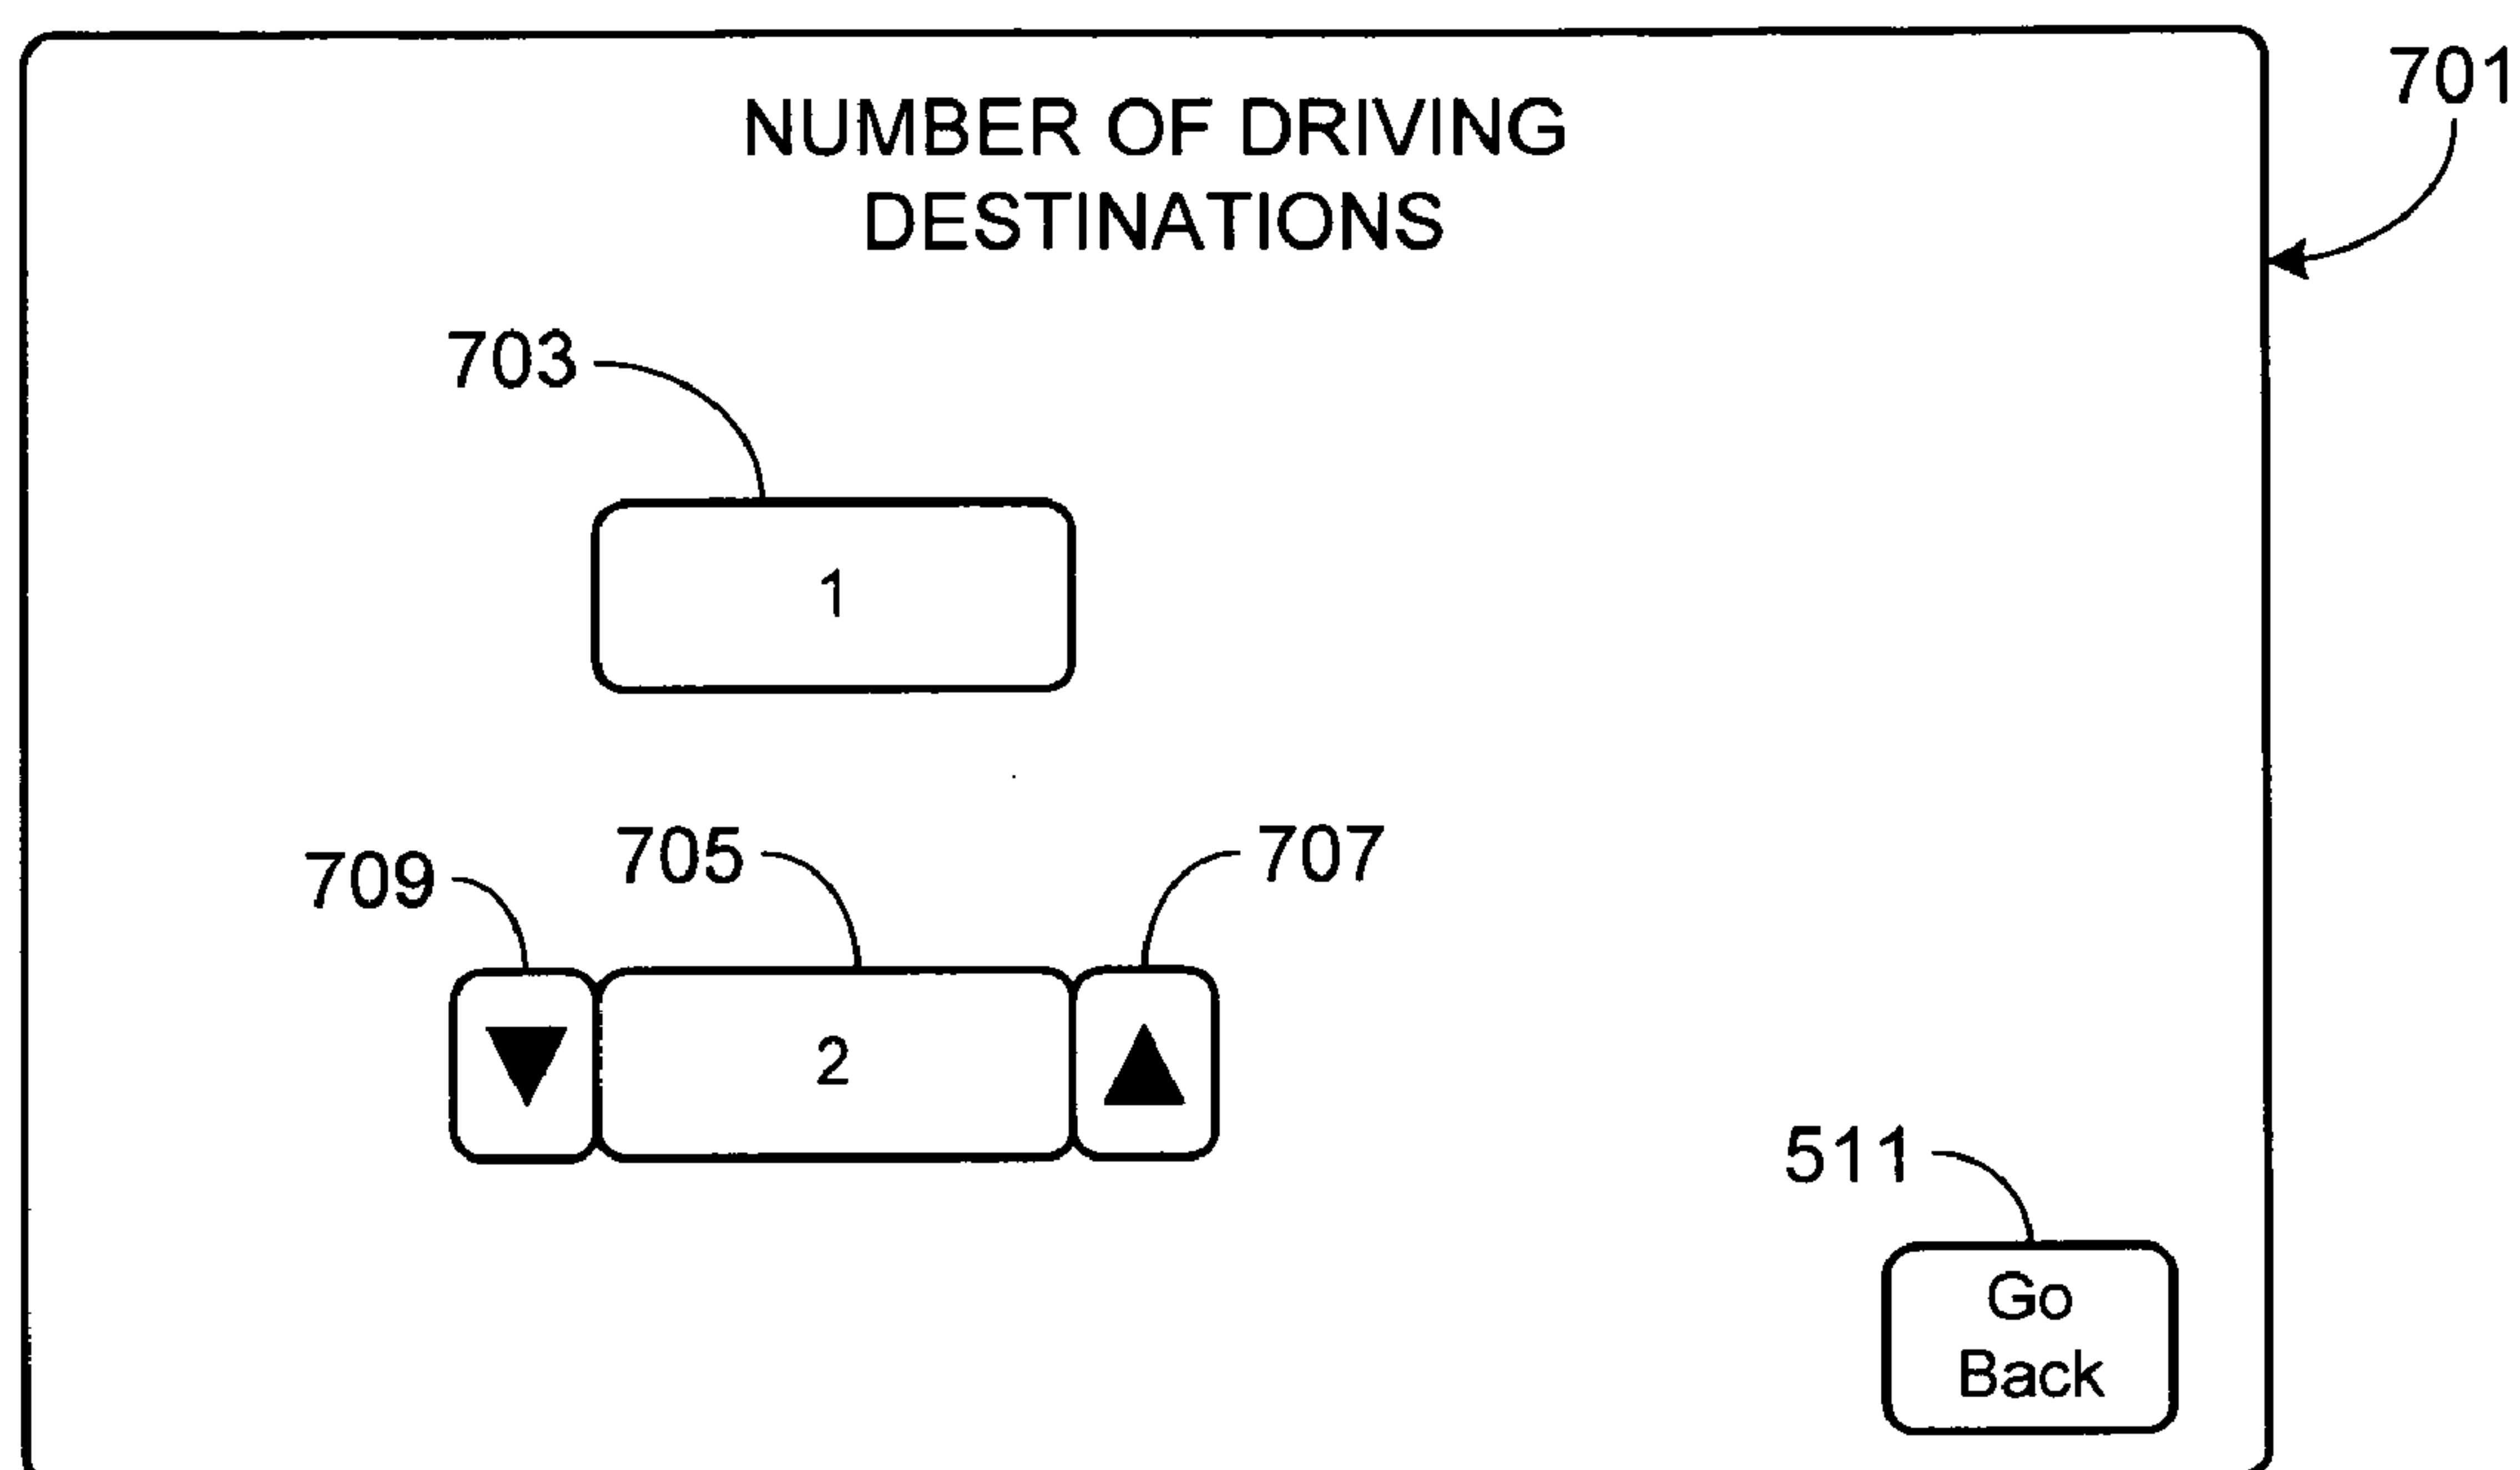 701
NUMBER OF DRIVING
DESTINATIONS
703
1
709
705
707
2
511
Go
Back